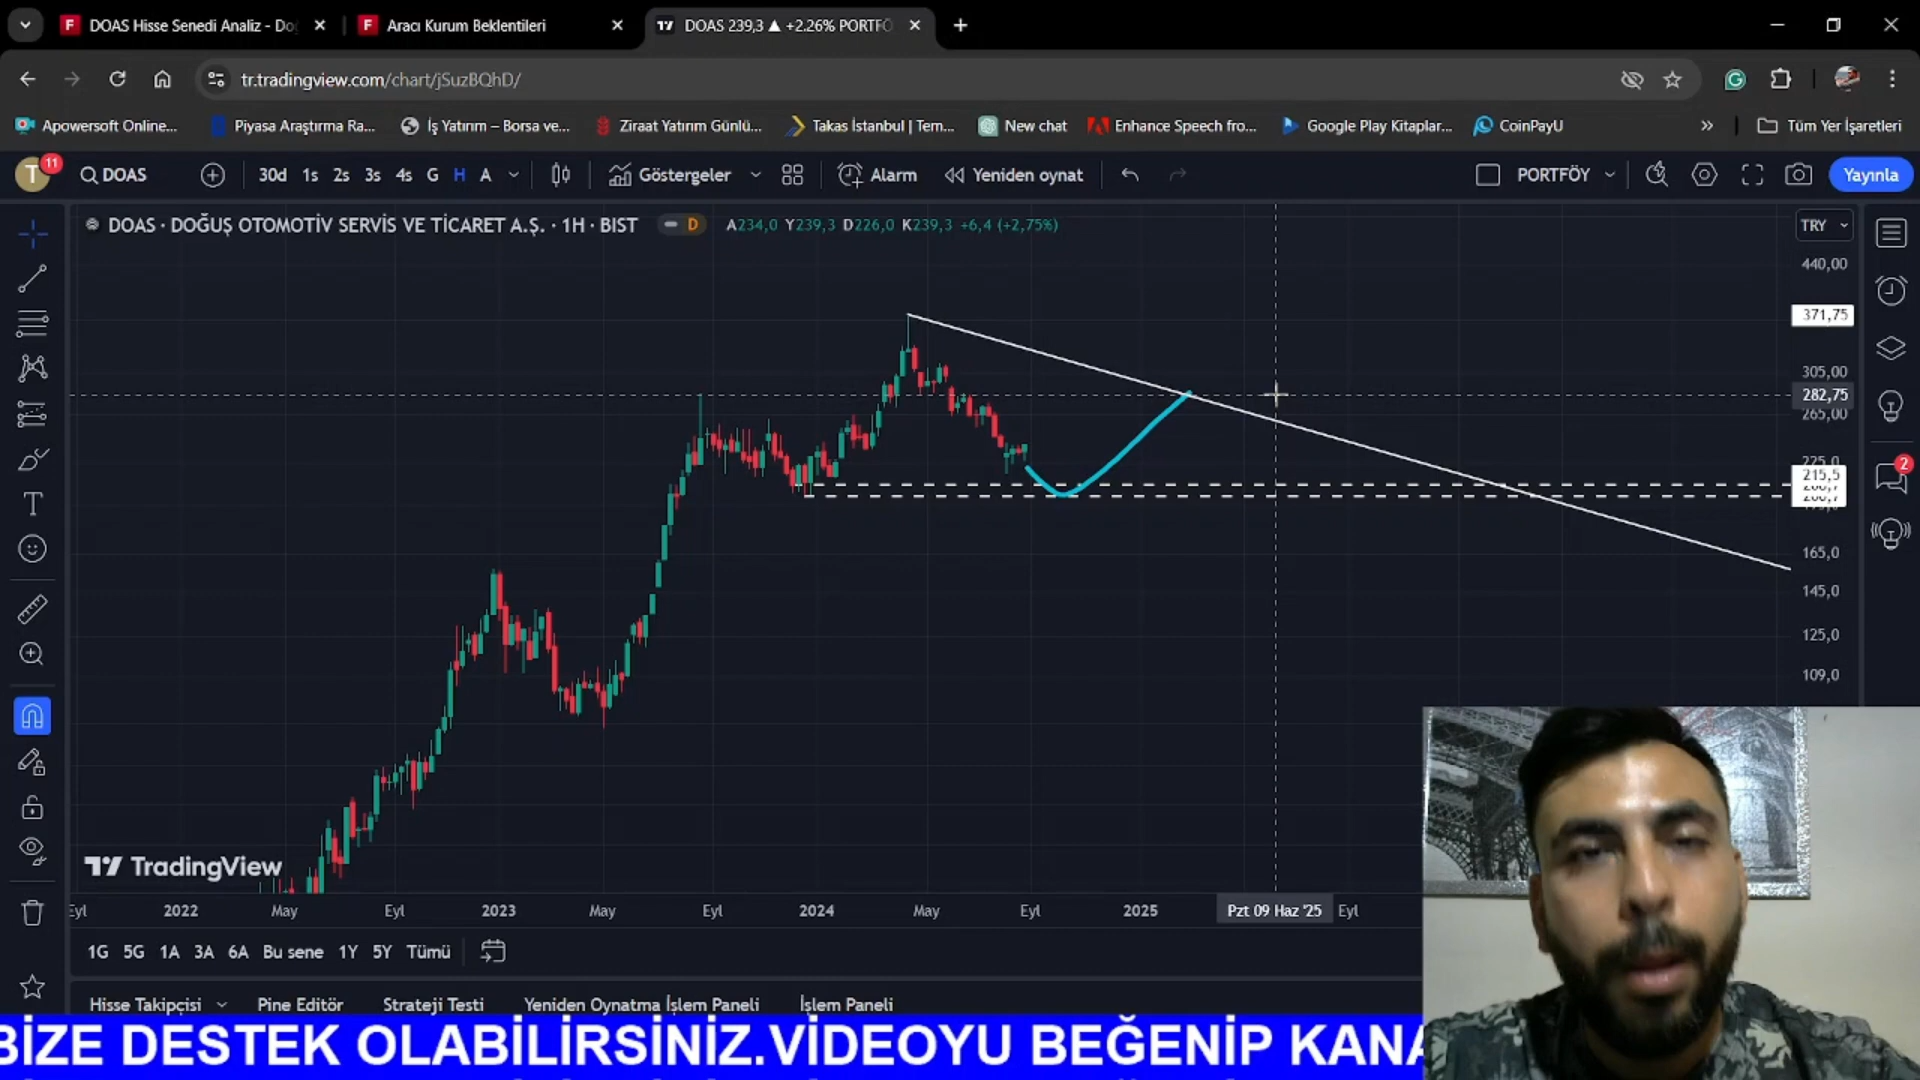 DOAS Hisse Senedi Analiz - Doğ
Aracı Kurum Beklentileri
DOAS 239,3 ▲ +2.26% PORTFÖ
tr.tradingview.com/chart/jSuzBQhD/
Apowersoft Online...
Piyasa Araştırma Ra...
İş Yatırım – Borsa ve...
Ziraat Yatırım Günlü...
Takas İstanbul | Tem...
New chat
Enhance Speech fro...
Google Play Kitaplar...
CoinPayU
Tüm Yer İşaretleri
T
11
DOAS
30d 1s 2s 3s 4s G H A
Göstergeler
Alarm
Yeniden oynat
PORTFÖY
Yayınla
DOAS · DOĞUŞ OTOMOTİV SERVİS VE TİCARET A.Ş. · 1H · BIST
D
A234,0 Y239,3 D226,0 K239,3 +6,4 (+2,75%)
TRY
440,00
371,75
305,00
282,75
265,00
225,0
215,5
165,0
145,0
125,0
109,0
2
TradingView
Eyl 2022 May Eyl 2023 May Eyl 2024 May Eyl 2025 Pzt 09 Haz '25 Eyl
1G 5G 1A 3A 6A Bu sene 1Y 5Y Tümü
Hisse Takipçisi
Pine Editör
Strateji Testi
Yeniden Oynatma İşlem Paneli
İşlem Paneli
BİZE DESTEK OLABİLİRSİNİZ.VİDEOYU BEĞENİP KANA